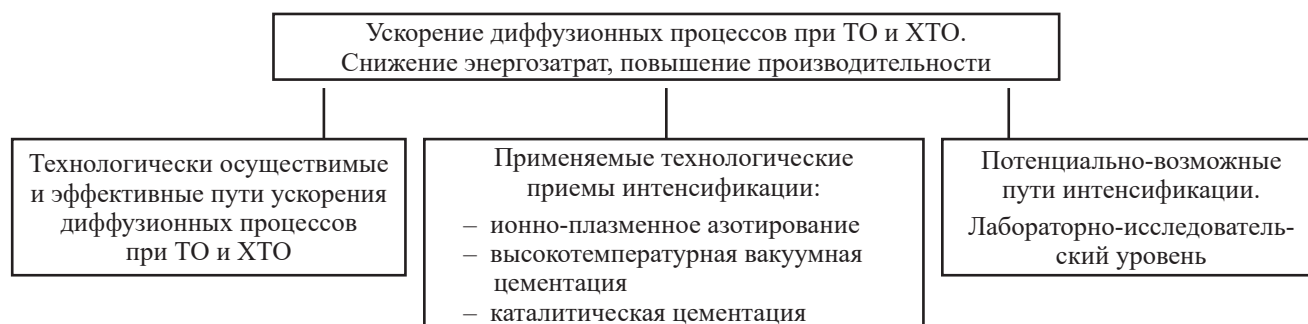 Ускорение диффузионных процессов при ТО и ХТО.
Снижение энергозатрат, повышение производительности
Технологически осуществимые
и эффективные пути ускорения
диффузионных процессов
при ТО и ХТО
Применяемые технологические
приемы интенсификации:
– ионно-плазменное азотирование
– высокотемпературная вакуумная
цементация
– каталитическая цементация
Потенциально-возможные
пути интенсификации.
Лабораторно-исследователь-
ский уровень